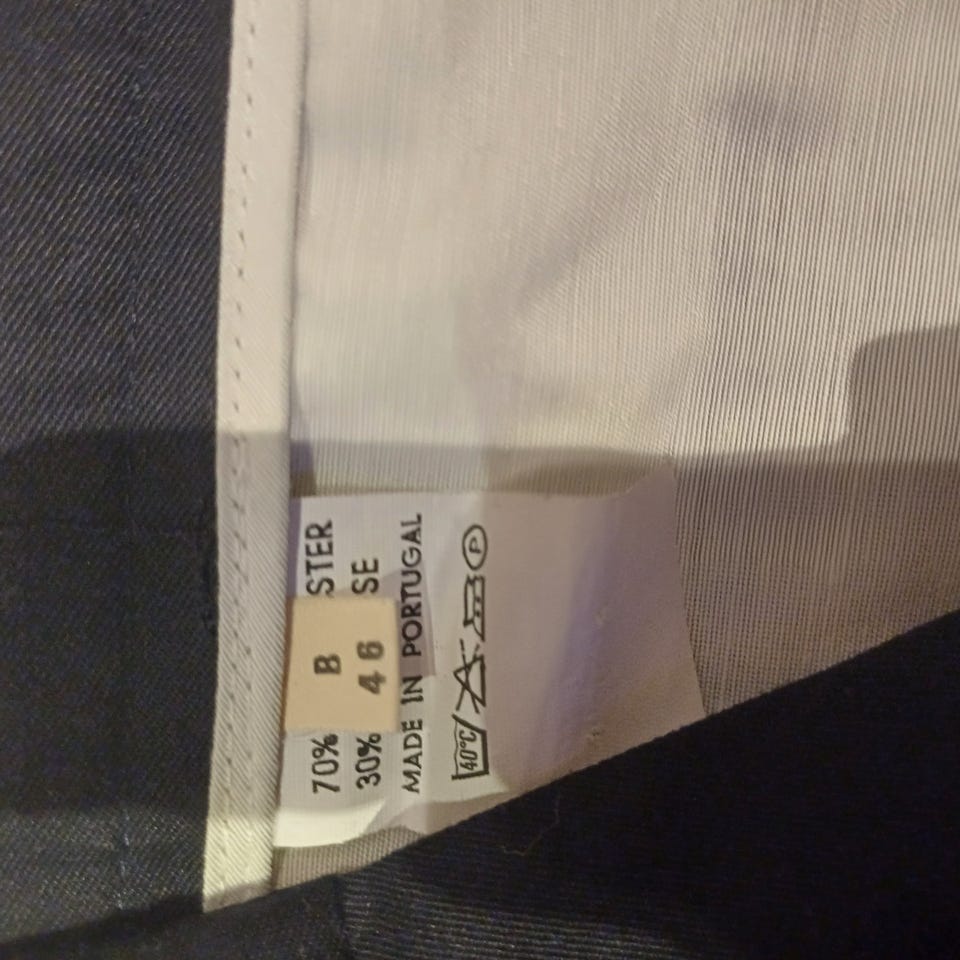 70% STER
30% SE
B
46
MADE IN PORTUGAL
40°C P